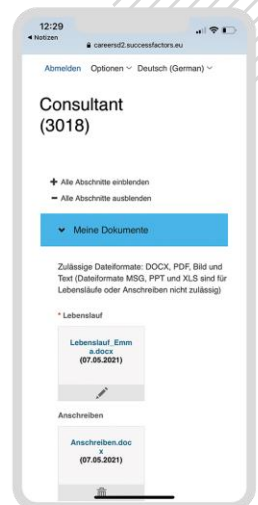 12:29
Notizen
careersd2.successfactors.eu
Abmelden Optionen Deutsch (German)
Consultant
(3018)
+ Alle Abschnitte einblenden
− Alle Abschnitte ausblenden
Meine Dokumente
Zulässige Dateiformate: DOCX, PDF, Bild und
Text (Dateiformate MSG, PPT und XLS sind für
Lebensläufe oder Anschreiben nicht zulässig)
* Lebenslauf
Lebenslauf_Emm
a.docx
(07.05.2021)
Anschreiben
Anschreiben.doc
x
(07.05.2021)